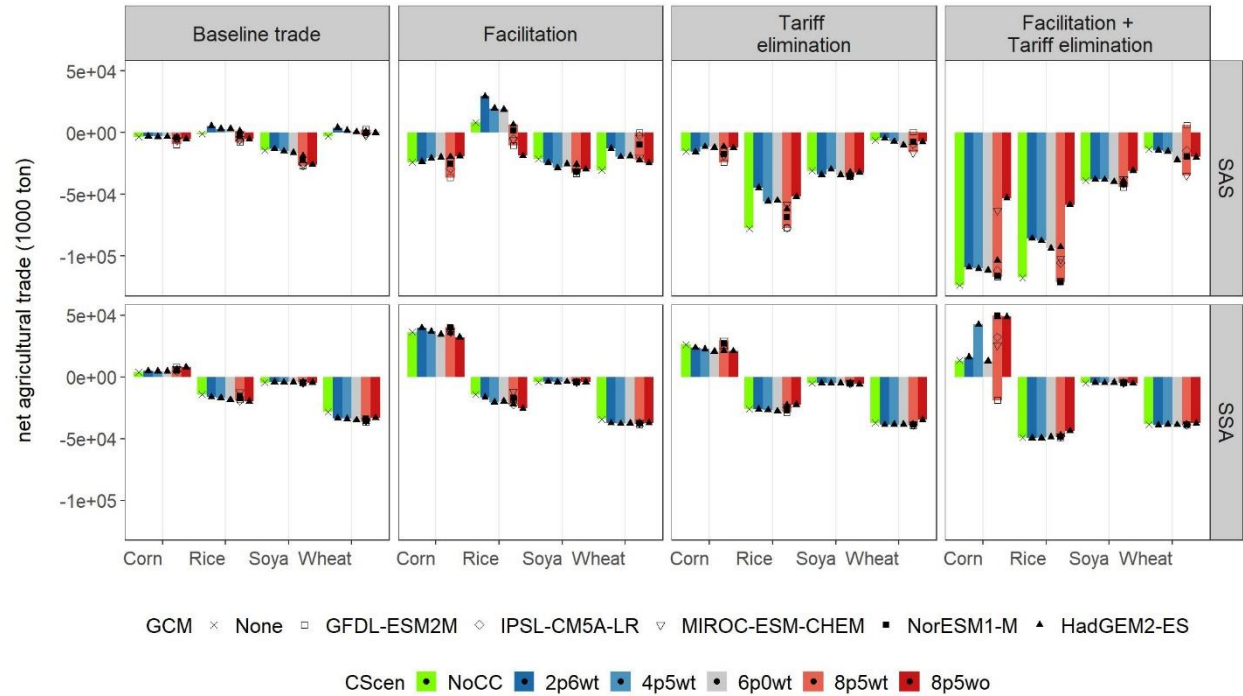 Baseline trade
Facilitation
Tariff
elimination
Facilitation +
Tariff elimination
net agricultural trade (1000 ton)
5e+04
0e+00
-5e+04
-1e+05
SAS
5e+04
0e+00
-5e+04
-1e+05
SSA
Corn Rice Soya Wheat
Corn Rice Soya Wheat
Corn Rice Soya Wheat
Corn Rice Soya Wheat
GCM None GFDL-ESM2M IPSL-CM5A-LR MIROC-ESM-CHEM NorESM1-M HadGEM2-ES
CScen NoCC 2p6wt 4p5wt 6p0wt 8p5wt 8p5wo